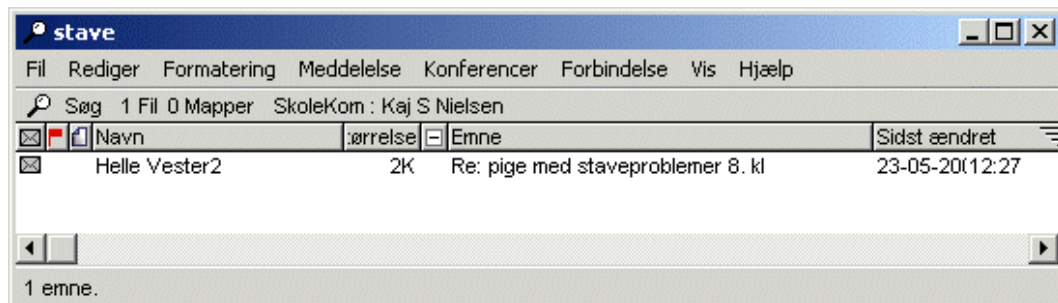 stave
Fil Rediger Formatering Meddelelse Konferencer Forbindelse Vis Hjælp
Søg 1 Fil 0 Mapper SkoleKom : Kaj S Nielsen
Navn :ørrelse Emne Sidst ændret
Helle Vester2 2K Re: pige med staveproblemer 8. kl 23-05-20(12:27
1 emne.